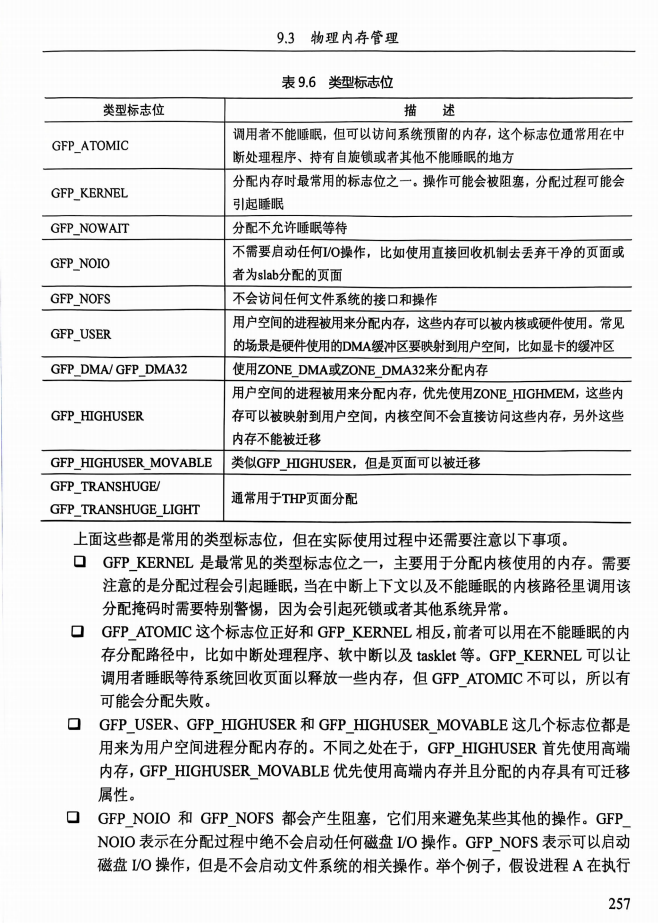 9.3 物理内存管理
表 9.6 类型标志位
类型标志位
描 述
GFP_ATOMIC
调用者不能睡眠，但可以访问系统预留的内存，这个标志位通常用在中
断处理程序、持有自旋锁或者其他不能睡眠的地方
GFP_KERNEL
分配内存时最常用的标志位之一。操作可能会被阻塞，分配过程可能会
引起睡眠
GFP_NOWAIT
分配不允许睡眠等待
GFP_NOIO
不需要启动任何I/O操作，比如使用直接回收机制去丢弃干净的页面或
者为slab分配的页面
GFP_NOFS
不会访问任何文件系统的接口和操作
GFP_USER
用户空间的进程被用来分配内存，这些内存可以被内核或硬件使用。常见
的场景是硬件使用的DMA缓冲区要映射到用户空间，比如显卡的缓冲区
GFP_DMA/ GFP_DMA32
使用ZONE_DMA或ZONE_DMA32来分配内存
GFP_HIGHUSER
用户空间的进程被用来分配内存，优先使用ZONE_HIGHMEM，这些内
存可以被映射到用户空间，内核空间不会直接访问这些内存，另外这些
内存不能被迁移
GFP_HIGHUSER_MOVABLE
类似GFP_HIGHUSER，但是页面可以被迁移
GFP_TRANSHUGE/
GFP_TRANSHUGE_LIGHT
通常用于THP页面分配
上面这些都是常用的类型标志位，但在实际使用过程中还需要注意以下事项。
❑ GFP_KERNEL 是最常见的类型标志位之一，主要用于分配内核使用的内存。需要
注意的是分配过程会引起睡眠，当在中断上下文以及不能睡眠的内核路径里调用该
分配掩码时需要特别警惕，因为会引起死锁或者其他系统异常。
❑ GFP_ATOMIC 这个标志位正好和 GFP_KERNEL 相反，前者可以用在不能睡眠的内
存分配路径中，比如中断处理程序、软中断以及 tasklet 等。GFP_KERNEL 可以让
调用者睡眠等待系统回收页面以释放一些内存，但 GFP_ATOMIC 不可以，所以有
可能会分配失败。
❑ GFP_USER、GFP_HIGHUSER 和 GFP_HIGHUSER_MOVABLE 这几个标志位都是
用来为用户空间进程分配内存的。不同之处在于，GFP_HIGHUSER 首先使用高端
内存，GFP_HIGHUSER_MOVABLE 优先使用高端内存并且分配的内存具有可迁移
属性。
❑ GFP_NOIO 和 GFP_NOFS 都会产生阻塞，它们用来避免某些其他的操作。GFP_
NOIO 表示在分配过程中绝不会启动任何磁盘 I/O 操作。GFP_NOFS 表示可以启动
磁盘 I/O 操作，但是不会启动文件系统的相关操作。举个例子，假设进程 A 在执行
257